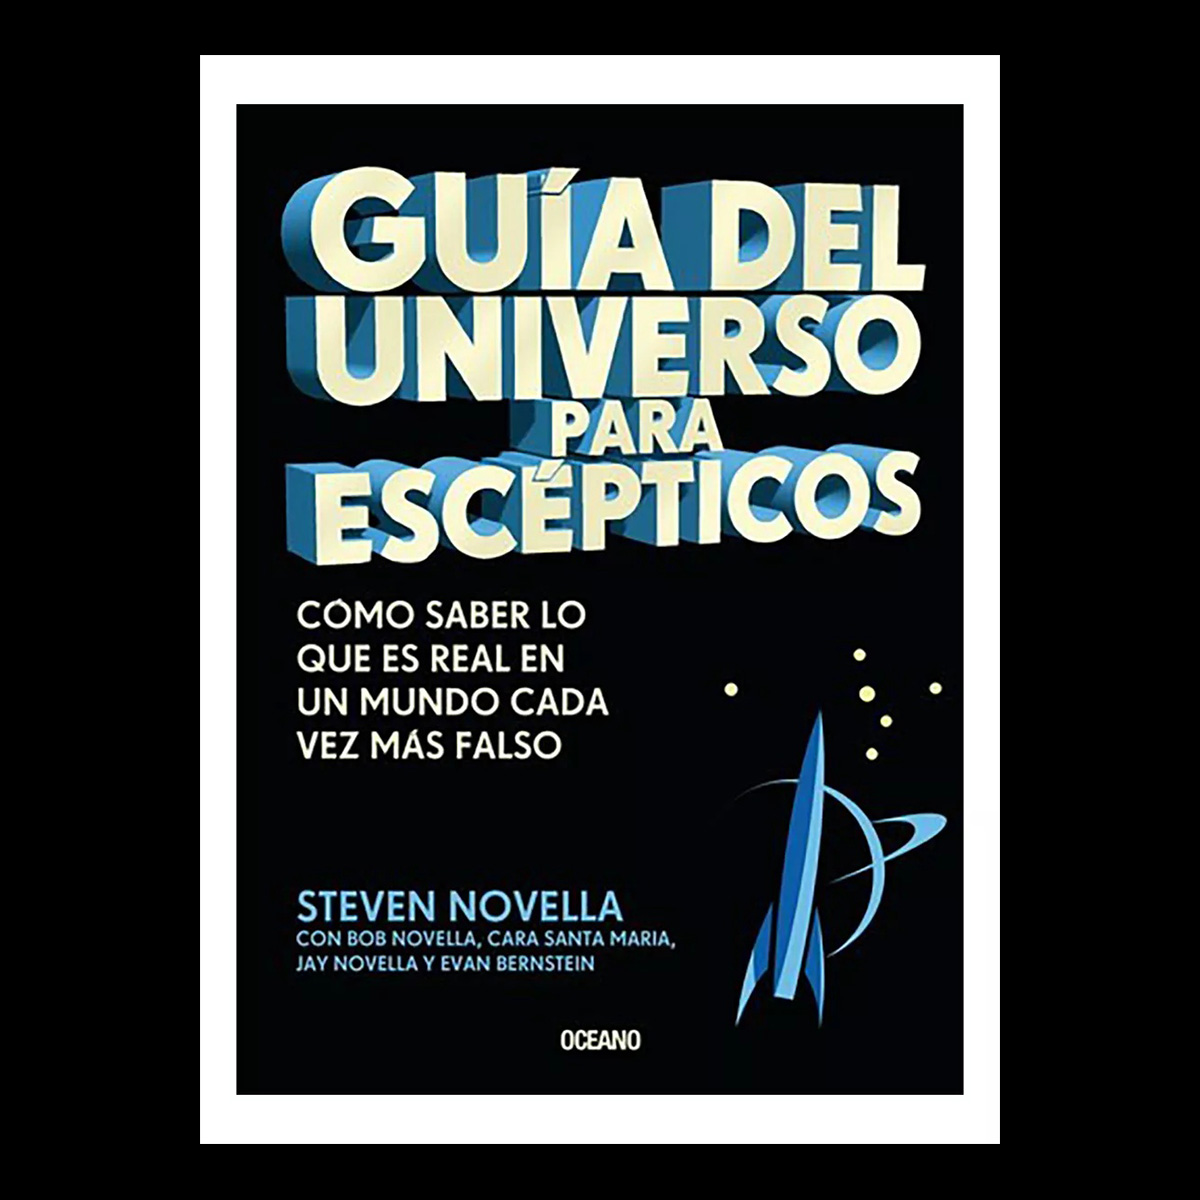 GUÍA DEL
UNIVERSO
PARA
ESCÉPTICOS
CÓMO SABER LO
QUE ES REAL EN
UN MUNDO CADA
VEZ MÁS FALSO
STEVEN NOVELLA
CON BOB NOVELLA, CARA SANTA MARIA,
JAY NOVELLA Y EVAN BERNSTEIN
OCEANO